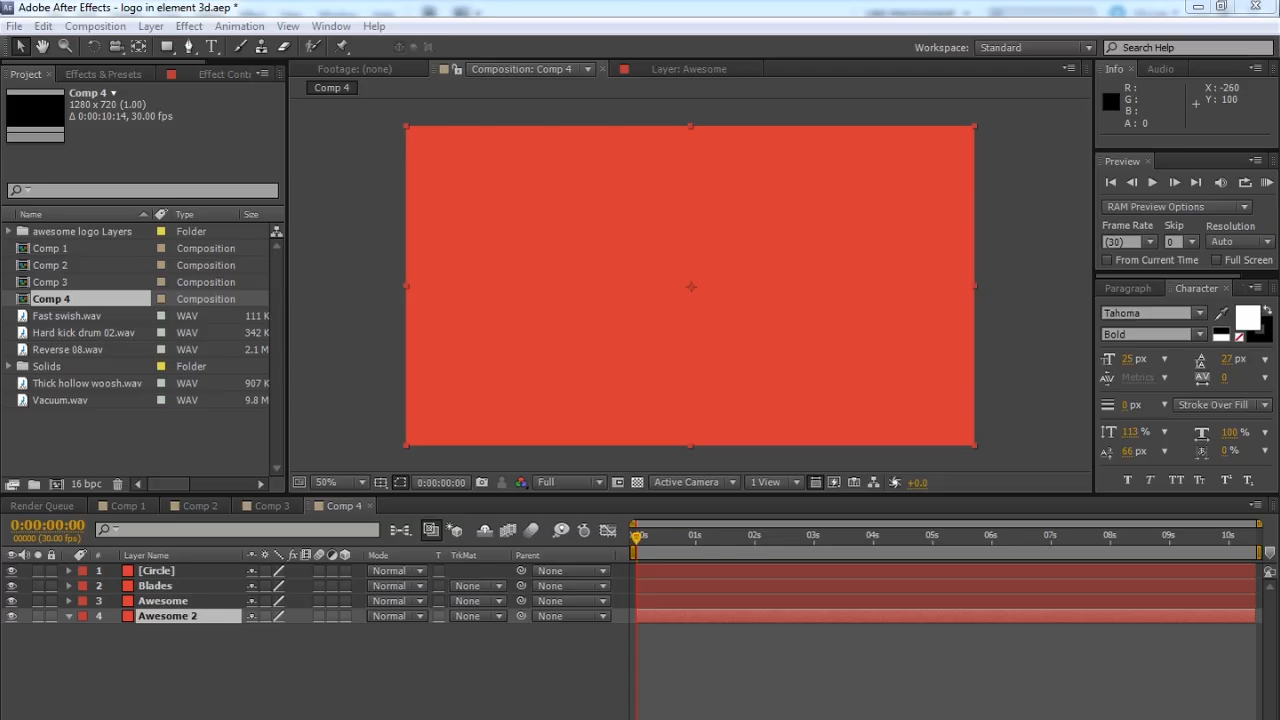 Adobe After Effects - logo in element 3d.aep *
File Edit Composition Layer Effect Animation View Window Help
Workspace: Standard Search Help
Project Effects & Presets Effect Contr
Footage: (none) Composition: Comp 4 Layer: Awesome
Info Audio
Comp 4
Comp 4
1280 x 720 (1.00)
Δ 0:00:10:14, 30.00 fps
R : X : -260
G : Y : 100
B :
A : 0
Preview
RAM Preview Options
Frame Rate Skip Resolution
(30) 0 Auto
From Current Time Full Screen
Name Type Size
awesome logo Layers Folder
Comp 1 Composition
Comp 2 Composition
Comp 3 Composition
Comp 4 Composition
Fast swish.wav WAV 111 K
Hard kick drum 02.wav WAV 342 K
Reverse 08.wav WAV 2.1 M
Solids Folder
Thick hollow woosh.wav WAV 907 K
Vacuum.wav WAV 9.8 M
Paragraph Character
Tahoma
Bold
25 px 27 px
Metrics 0
0 px Stroke Over Fill
113 % 100 %
66 px 0 %
T T TT Tr T¹ T₁
16 bpc
50% 0:00:00:00 Full Active Camera 1 View +0.0
Render Queue Comp 1 Comp 2 Comp 3 Comp 4
0:00:00:00
00000 (30.00 fps)
# Layer Name fx Mode T TrkMat Parent
0s 01s 02s 03s 04s 05s 06s 07s 08s 09s 10s
1 [Circle] Normal None
2 Blades Normal None None
3 Awesome Normal None None
4 Awesome 2 Normal None None